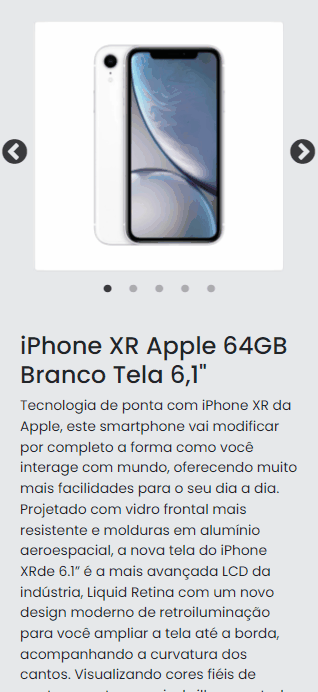 iPhone XR Apple 64GB
Branco Tela 6,1"
Tecnologia de ponta com iPhone XR da
Apple, este smartphone vai modificar
por completo a forma como você
interage com mundo, oferecendo muito
mais facilidades para o seu dia a dia.
Projetado com vidro frontal mais
resistente e molduras em alumínio
aeroespacial, a nova tela do iPhone
XRde 6.1” é a mais avançada LCD da
indústria, Liquid Retina com um novo
design moderno de retroiluminação
para você ampliar a tela até a borda,
acompanhando a curvatura dos
cantos. Visualizando cores fiéis de